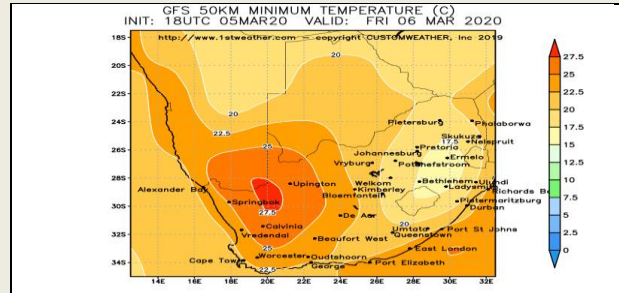 GFS 50KM MINIMUM TEMPERATURE (C)
INIT: 18UTC 05MAR20 VALID: FRI 06 MAR 2020
http://www.1stweather.com — copyright CUSTOMWEATHER, Inc 2019
18S
20S
22S
24S
26S
28S
30S
32S
34S
20
20
22.5
17.5
25
27.5
20
25
22.5
Pietersburg
Phalaborwa
Skukuza
Nelspruit
Pretoria
Johannesburg
Ermelo
Vryburg
Potchefstroom
Welkom
Bethlehem
Ulundi
Kimberley
Ladysmith
Bloemfontein
Richards B
Alexander Bay
Upington
Springbok
Pietermaritzburg
Durban
De Aar
Calvinia
Umtata
Port St Johns
Vredendal
Queenstown
Beaufort West
East London
Worcester
Oudtshoorn
Cape Town
George
Port Elizabeth
14E 16E 18E 20E 22E 24E 26E 28E 30E 32E
27.5
25
22.5
20
17.5
15
12.5
10
7.5
5
2.5
0